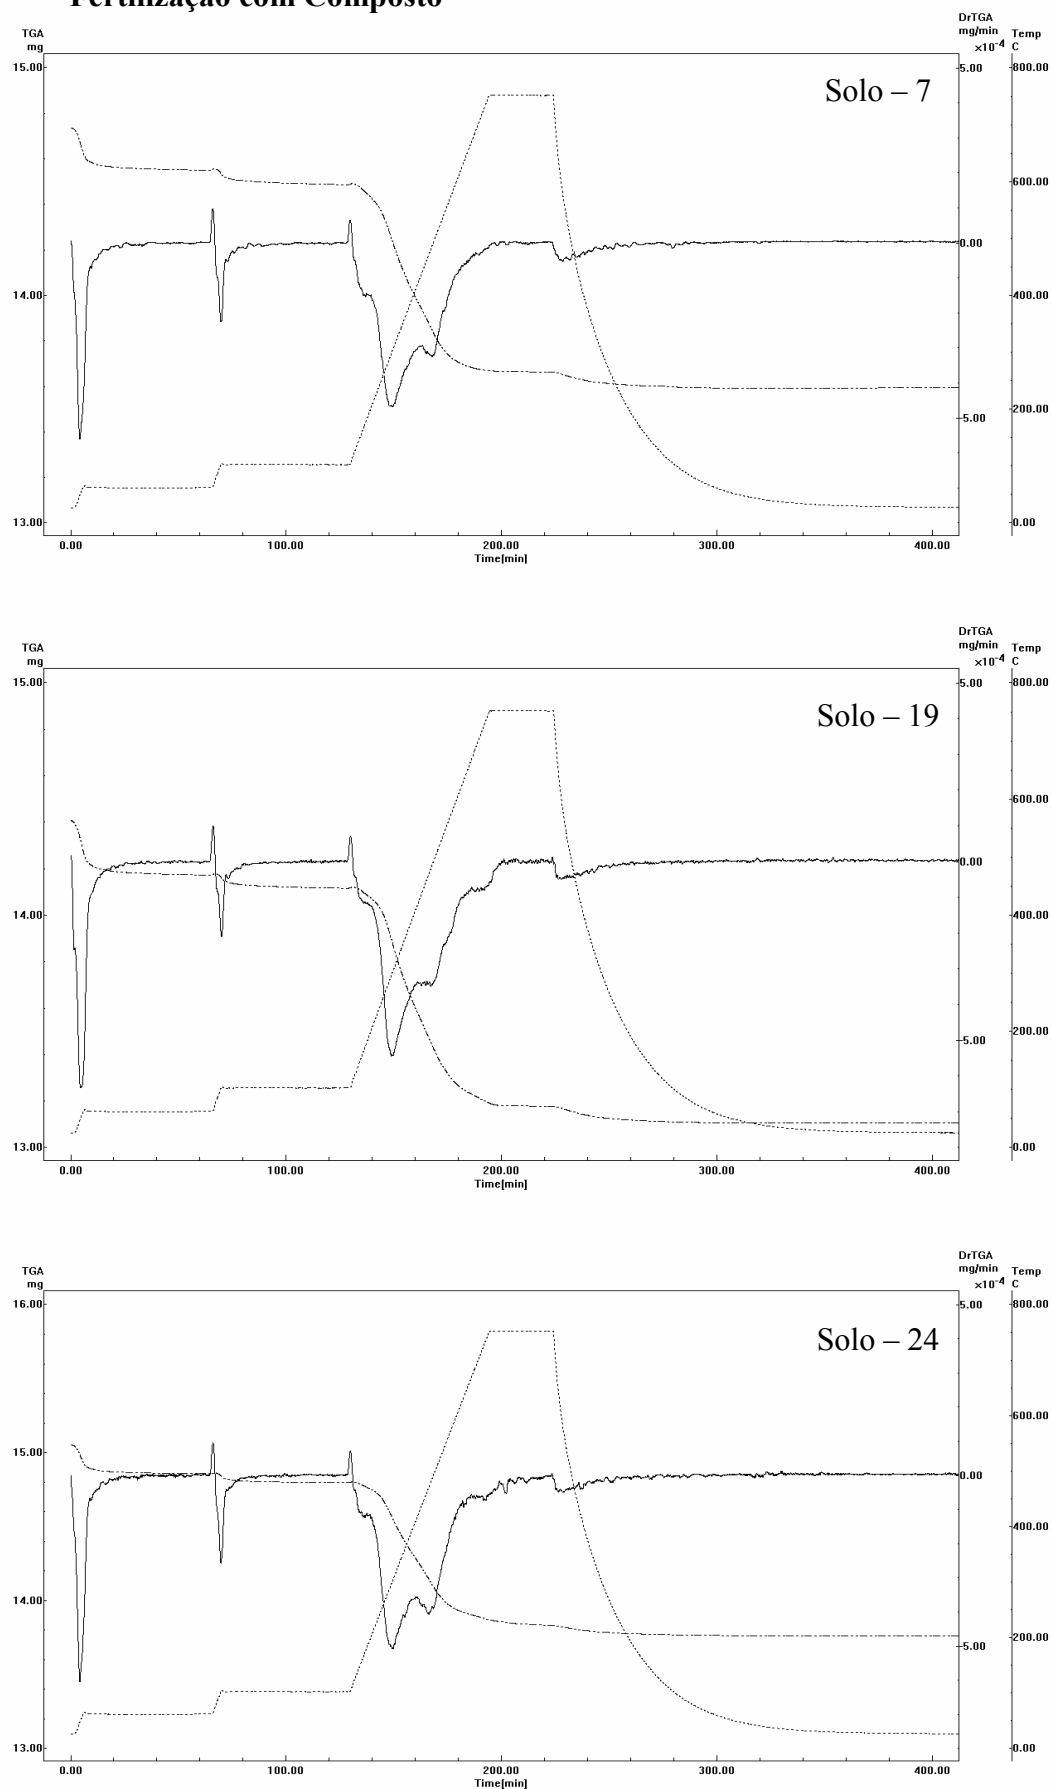 Fertilização com Composto
TGA
mg
DrTGA
mg/min
×10-4
Temp
C
15.00
14.00
13.00
5.00
0.00
-5.00
800.00
600.00
400.00
200.00
0.00
Solo – 7
0.00 100.00 200.00 300.00 400.00
Time[min]
TGA
mg
DrTGA
mg/min
×10-4
Temp
C
15.00
14.00
13.00
5.00
0.00
-5.00
800.00
600.00
400.00
200.00
0.00
Solo – 19
0.00 100.00 200.00 300.00 400.00
Time[min]
TGA
mg
DrTGA
mg/min
×10-4
Temp
C
16.00
15.00
14.00
13.00
5.00
0.00
-5.00
800.00
600.00
400.00
200.00
0.00
Solo – 24
0.00 100.00 200.00 300.00 400.00
Time[min]